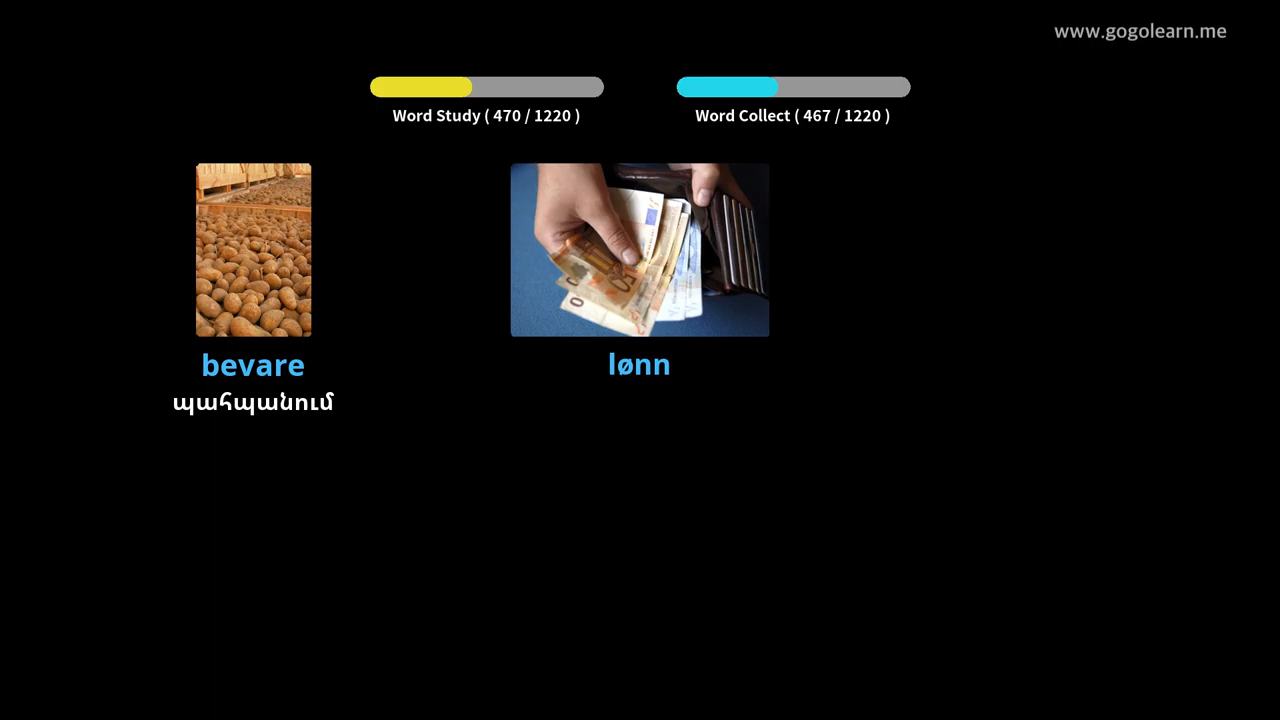 www.gogolearn.me
Word Study ( 470 / 1220 )
Word Collect ( 467 / 1220 )
bevare
lønn
պահպանում